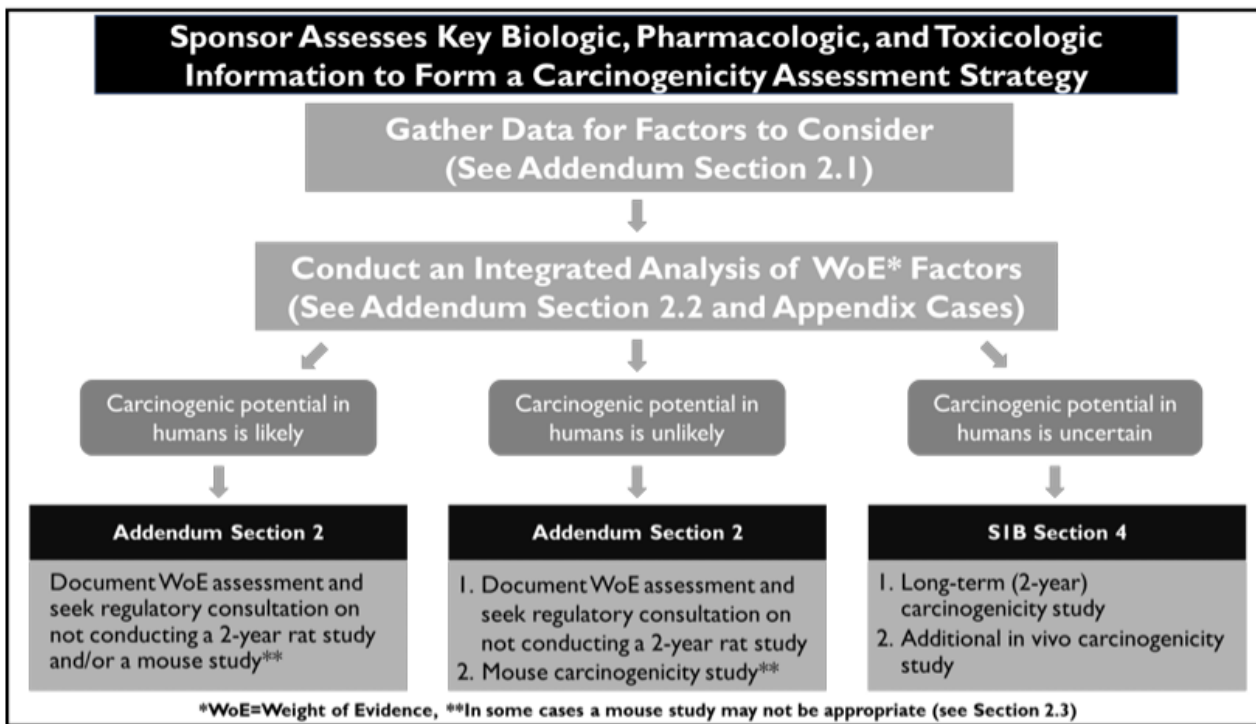 Sponsor Assesses Key Biologic, Pharmacologic, and Toxicologic
Information to Form a Carcinogenicity Assessment Strategy
Gather Data for Factors to Consider
(See Addendum Section 2.1)
Conduct an Integrated Analysis of WoE* Factors
(See Addendum Section 2.2 and Appendix Cases)
Carcinogenic potential in
humans is likely
Carcinogenic potential in
humans is unlikely
Carcinogenic potential in
humans is uncertain
Addendum Section 2
Document WoE assessment and
seek regulatory consultation on
not conducting a 2-year rat study
and/or a mouse study**
Addendum Section 2
1. Document WoE assessment and
seek regulatory consultation on
not conducting a 2-year rat study
2. Mouse carcinogenicity study**
S1B Section 4
1. Long-term (2-year)
carcinogenicity study
2. Additional in vivo carcinogenicity
study
*WoE=Weight of Evidence, **In some cases a mouse study may not be appropriate (see Section 2.3)